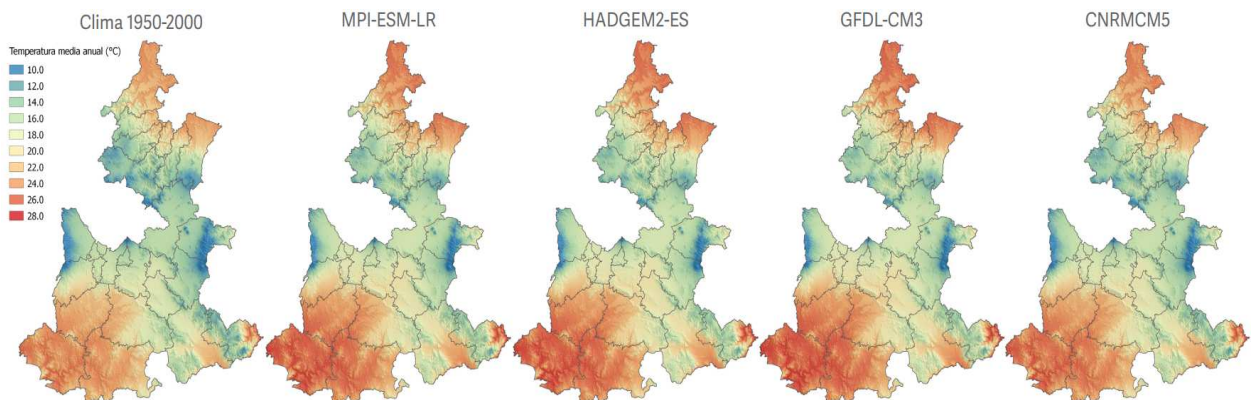 Clima 1950-2000
MPI-ESM-LR
HADGEM2-ES
GFDL-CM3
CNRMCM5
Temperatura media anual (°C)
10.0
12.0
14.0
16.0
18.0
20.0
22.0
24.0
26.0
28.0